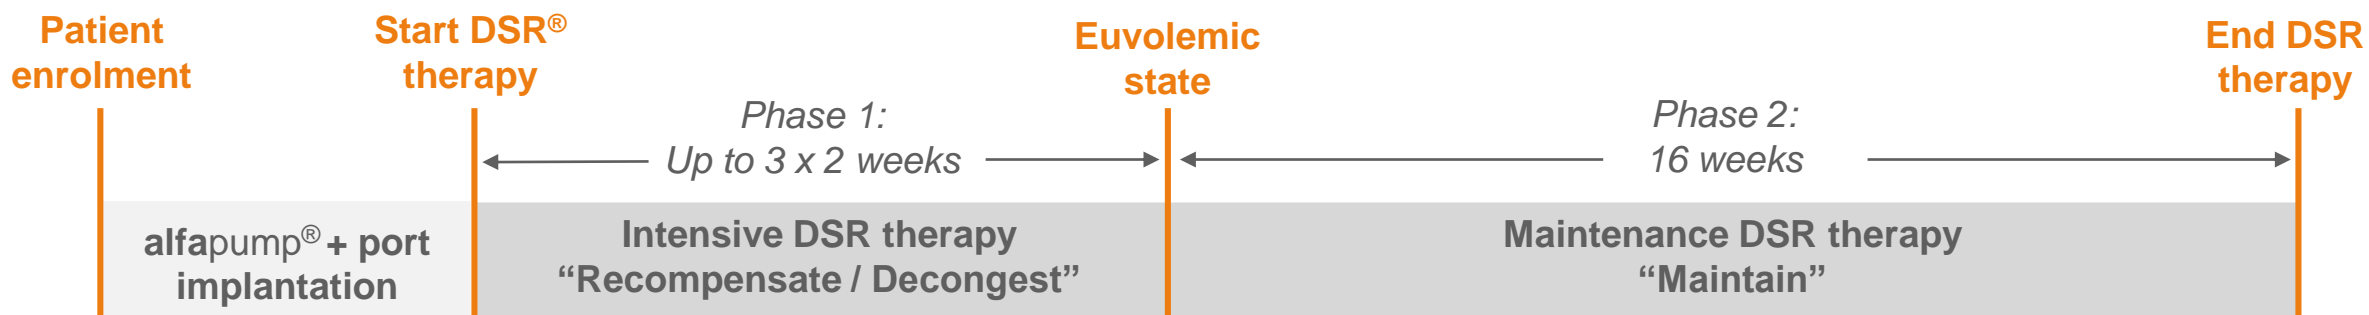 Patient
enrolment
Start DSR®
therapy
Phase 1:
Up to 3 x 2 weeks
Euvolemic
state
Phase 2:
16 weeks
End DSR
therapy
alfapump® + port
implantation
Intensive DSR therapy
“Recompensate / Decongest”
Maintenance DSR therapy
“Maintain”